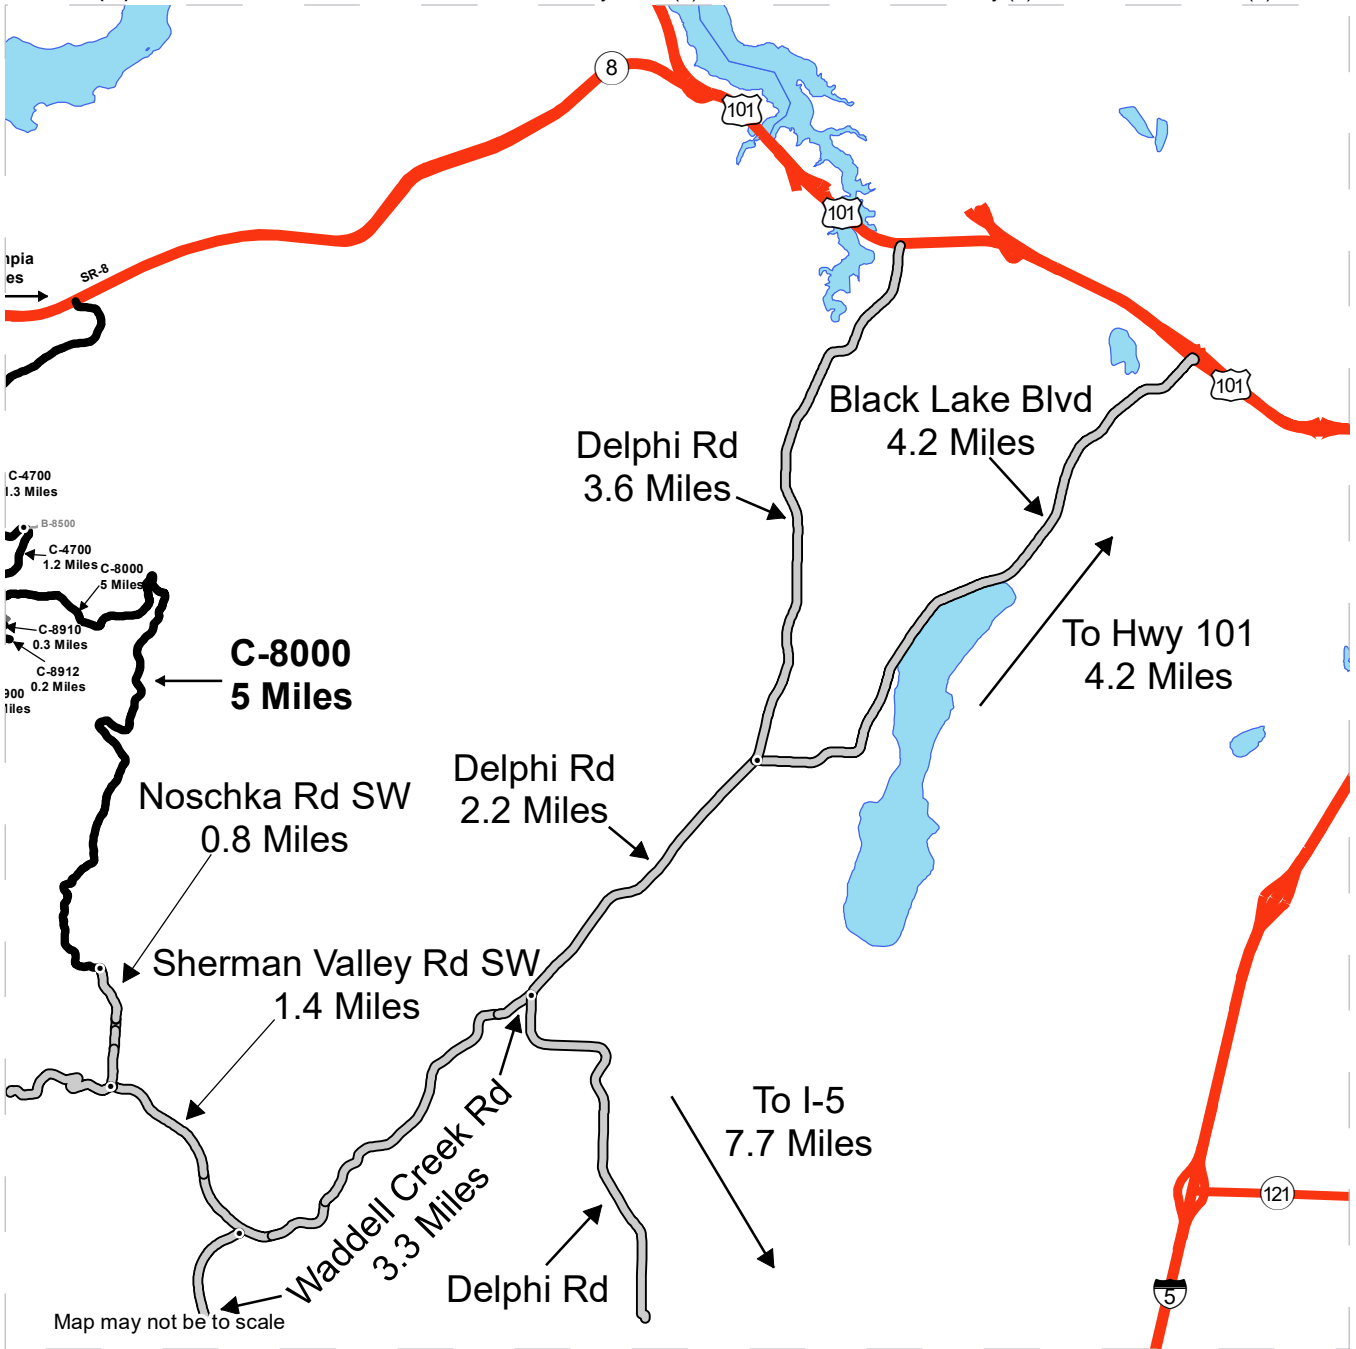 8
101
101
SR-8
101
Black Lake Blvd
4.2 Miles
Delphi Rd
3.6 Miles
C-4700
B-8500
C-4700
1.2 Miles
C-8000
5 Miles
C-8910
0.3 Miles
C-8912
0.2 Miles
C-8000
5 Miles
To Hwy 101
4.2 Miles
Delphi Rd
2.2 Miles
Noschka Rd SW
0.8 Miles
Sherman Valley Rd SW
1.4 Miles
Waddell Creek Rd
3.3 Miles
To I-5
7.7 Miles
121
Delphi Rd
5
Map may not be to scale